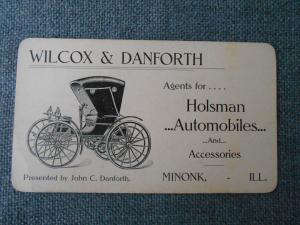 WILCOX & DANFORTH
Agents for . . . .
Holsman
...Automobiles...
...And...
Accessories
Presented by John C. Danforth.
MINONK, - ILL.